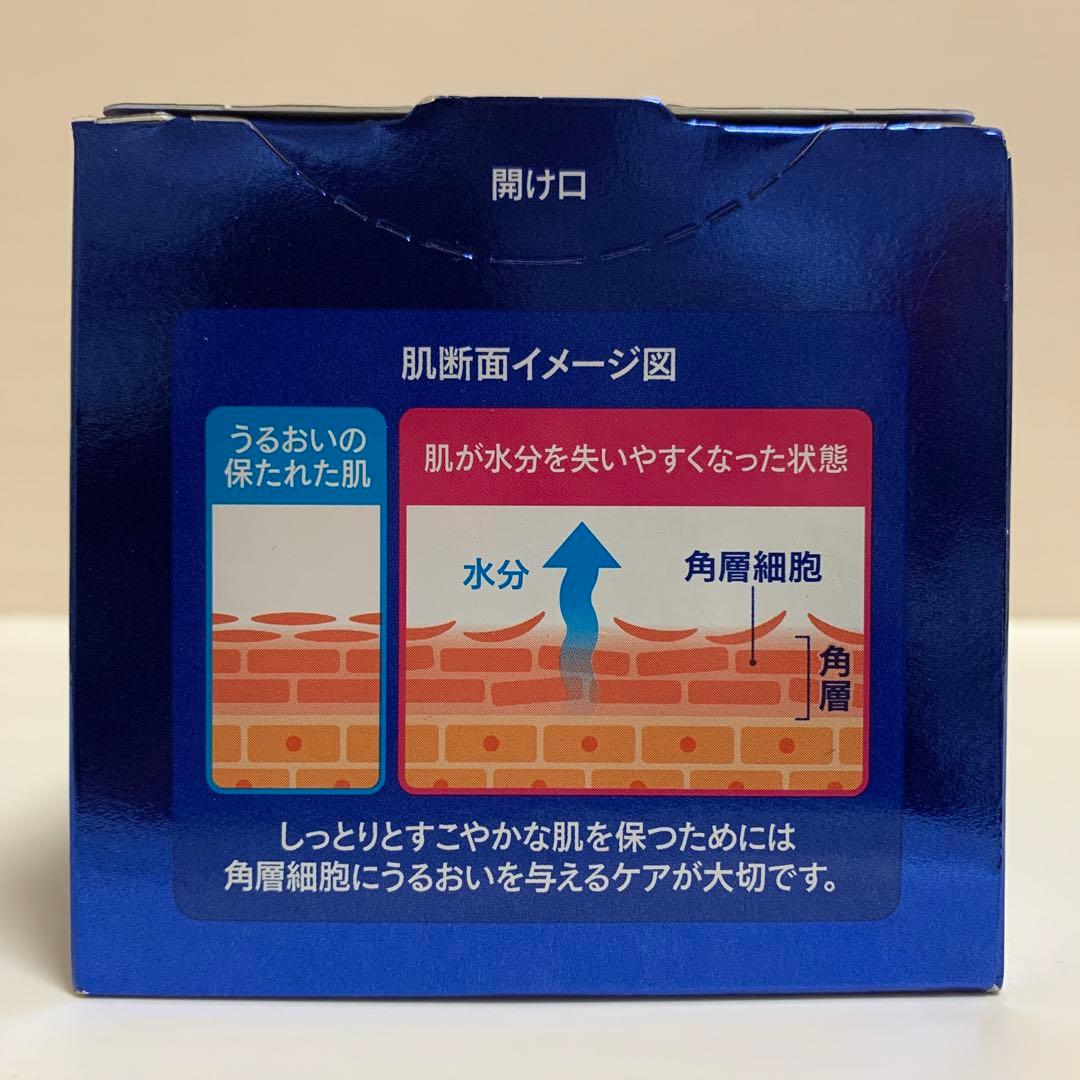 開け口
肌断面イメージ図
うるおいの
保たれた肌
肌が水分を失いやすくなった状態
水分
角層細胞
角層
しっとりとすこやかな肌を保つためには
角層細胞にうるおいを与えるケアが大切です。